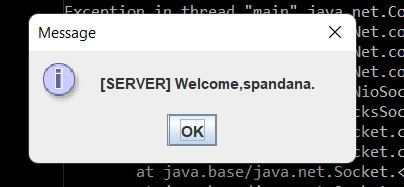 Exception in thread "main" java.net.Co
Message
[SERVER] Welcome,spandana.
OK
at java.base/java.net.Socket.<